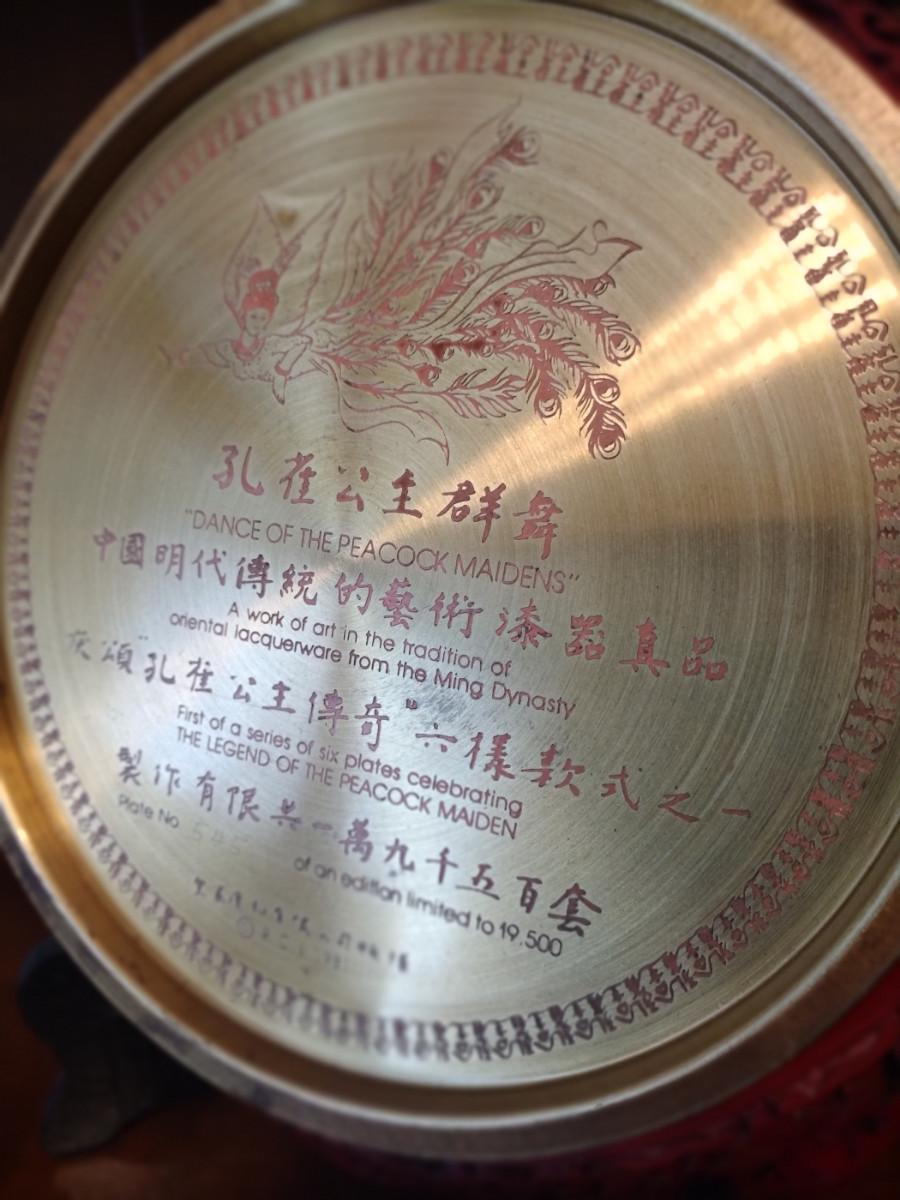 孔雀公主群舞
"DANCE OF THE PEACOCK MAIDENS"
中國明代傳統的藝術漆器真品
A work of art in the tradition of
oriental lacquerware from the Ming Dynasty
頌"孔雀公主傳奇"六樣款式之一
First of a series of six plates celebrating
THE LEGEND OF THE PEACOCK MAIDEN
製作有限共一萬九千五百套
Plate No
of an edition limited to 19,500